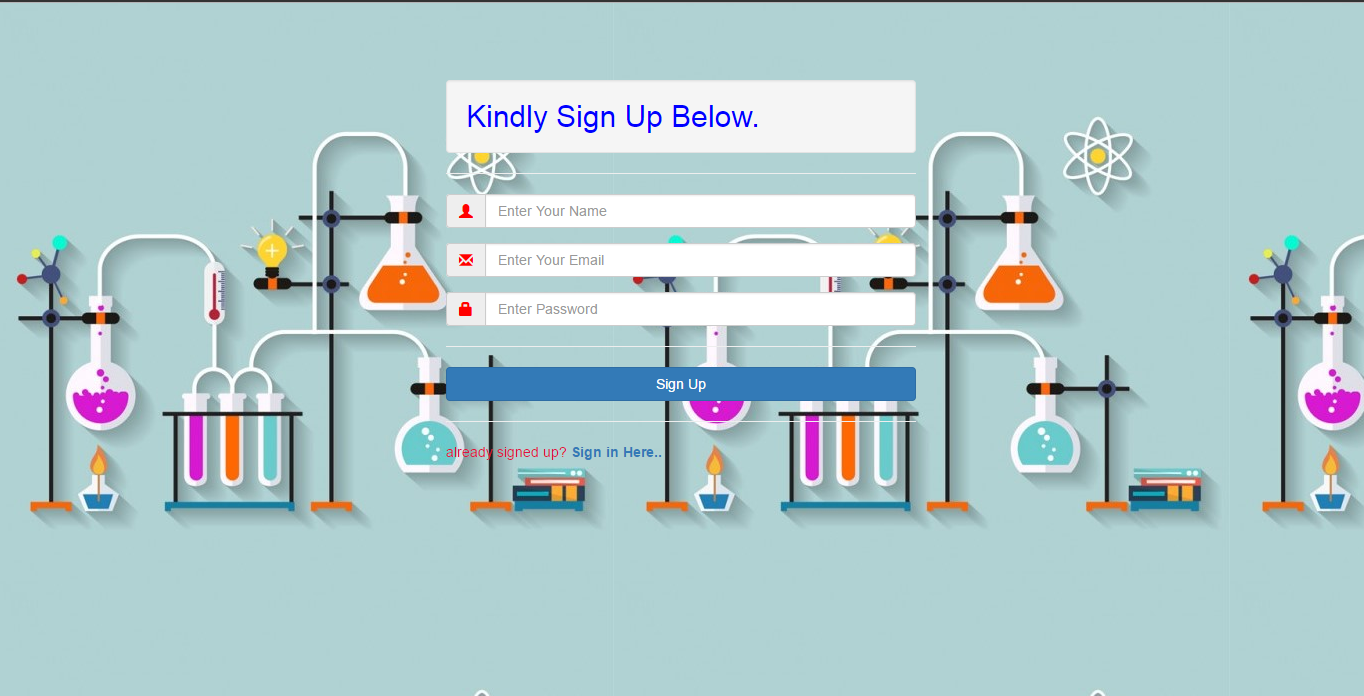 Kindly Sign Up Below.
Enter Your Name
Enter Your Email
Enter Password
Sign Up
already signed up? Sign in Here..